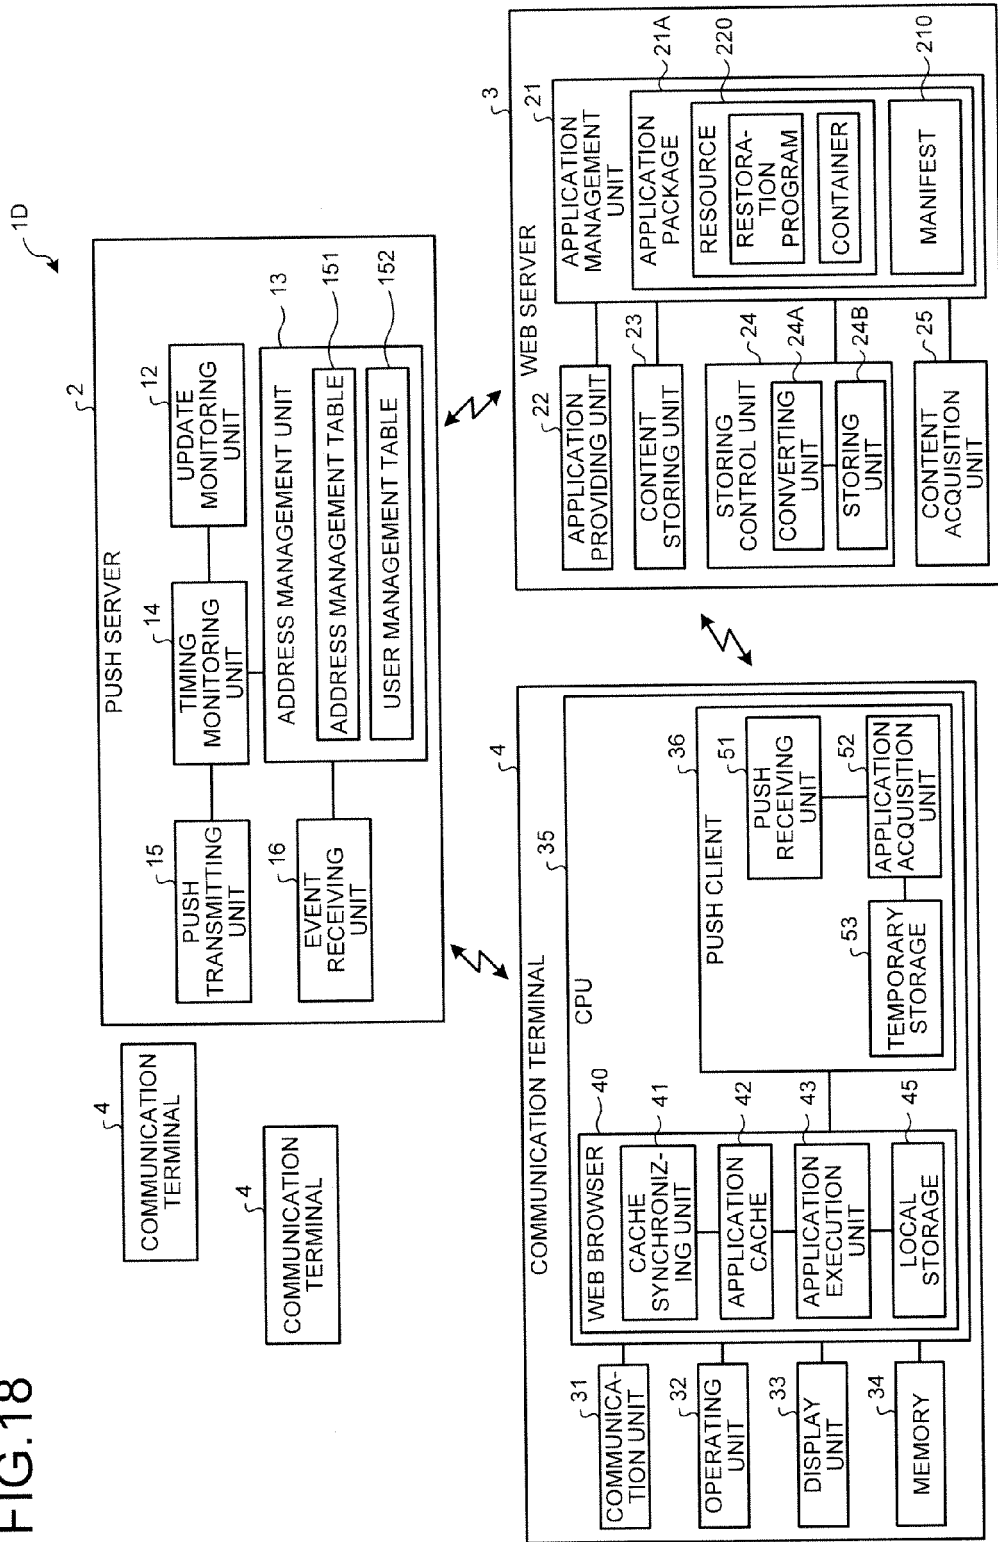 FIG.18
1D
2
PUSH SERVER
4
COMMUNICATION
TERMINAL
4
COMMUNICATION
TERMINAL
15
PUSH
TRANSMITTING
UNIT
14
TIMING
MONITORING
UNIT
12
UPDATE
MONITORING
UNIT
16
EVENT
RECEIVING
UNIT
13
ADDRESS MANAGEMENT UNIT
151
ADDRESS MANAGEMENT TABLE
152
USER MANAGEMENT TABLE
4
COMMUNICATION TERMINAL
31
COMMUNICA-
TION UNIT
32
OPERATING
UNIT
33
DISPLAY
UNIT
34
MEMORY
35
CPU
40
WEB BROWSER
41
CACHE
SYNCHRONIZ-
ING UNIT
42
APPLICATION
CACHE
43
APPLICATION
EXECUTION
UNIT
45
LOCAL
STORAGE
36
PUSH CLIENT
51
PUSH
RECEIVING
UNIT
52
APPLICATION
ACQUISITION
UNIT
53
TEMPORARY
STORAGE
3
WEB SERVER
22
APPLICATION
PROVIDING UNIT
23
CONTENT
STORING UNIT
24
STORING
CONTROL UNIT
24A
CONVERTING
UNIT
24B
STORING
UNIT
25
CONTENT
ACQUISITION
UNIT
21
APPLICATION
MANAGEMENT
UNIT
21A
APPLICATION
PACKAGE
220
RESOURCE
RESTORA-
TION
PROGRAM
CONTAINER
210
MANIFEST